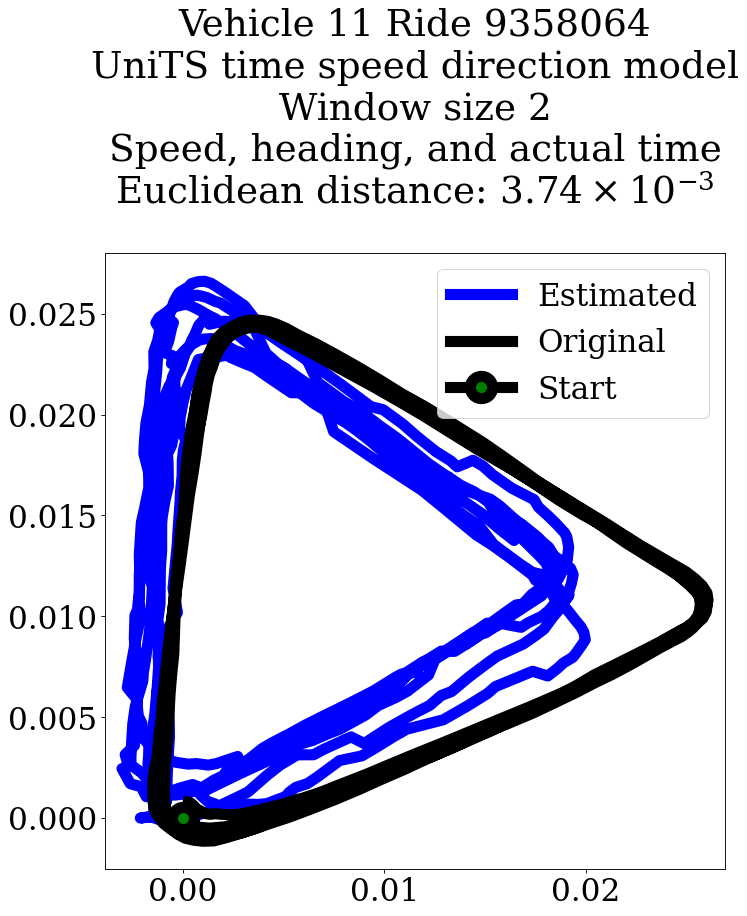 Vehicle 11 Ride 9358064
UniTS time speed direction model
Window size 2
Speed, heading, and actual time
Euclidean distance: 3.74 × 10⁻³
Estimated
Original
Start
0.025
0.020
0.015
0.010
0.005
0.000
0.00 0.01 0.02